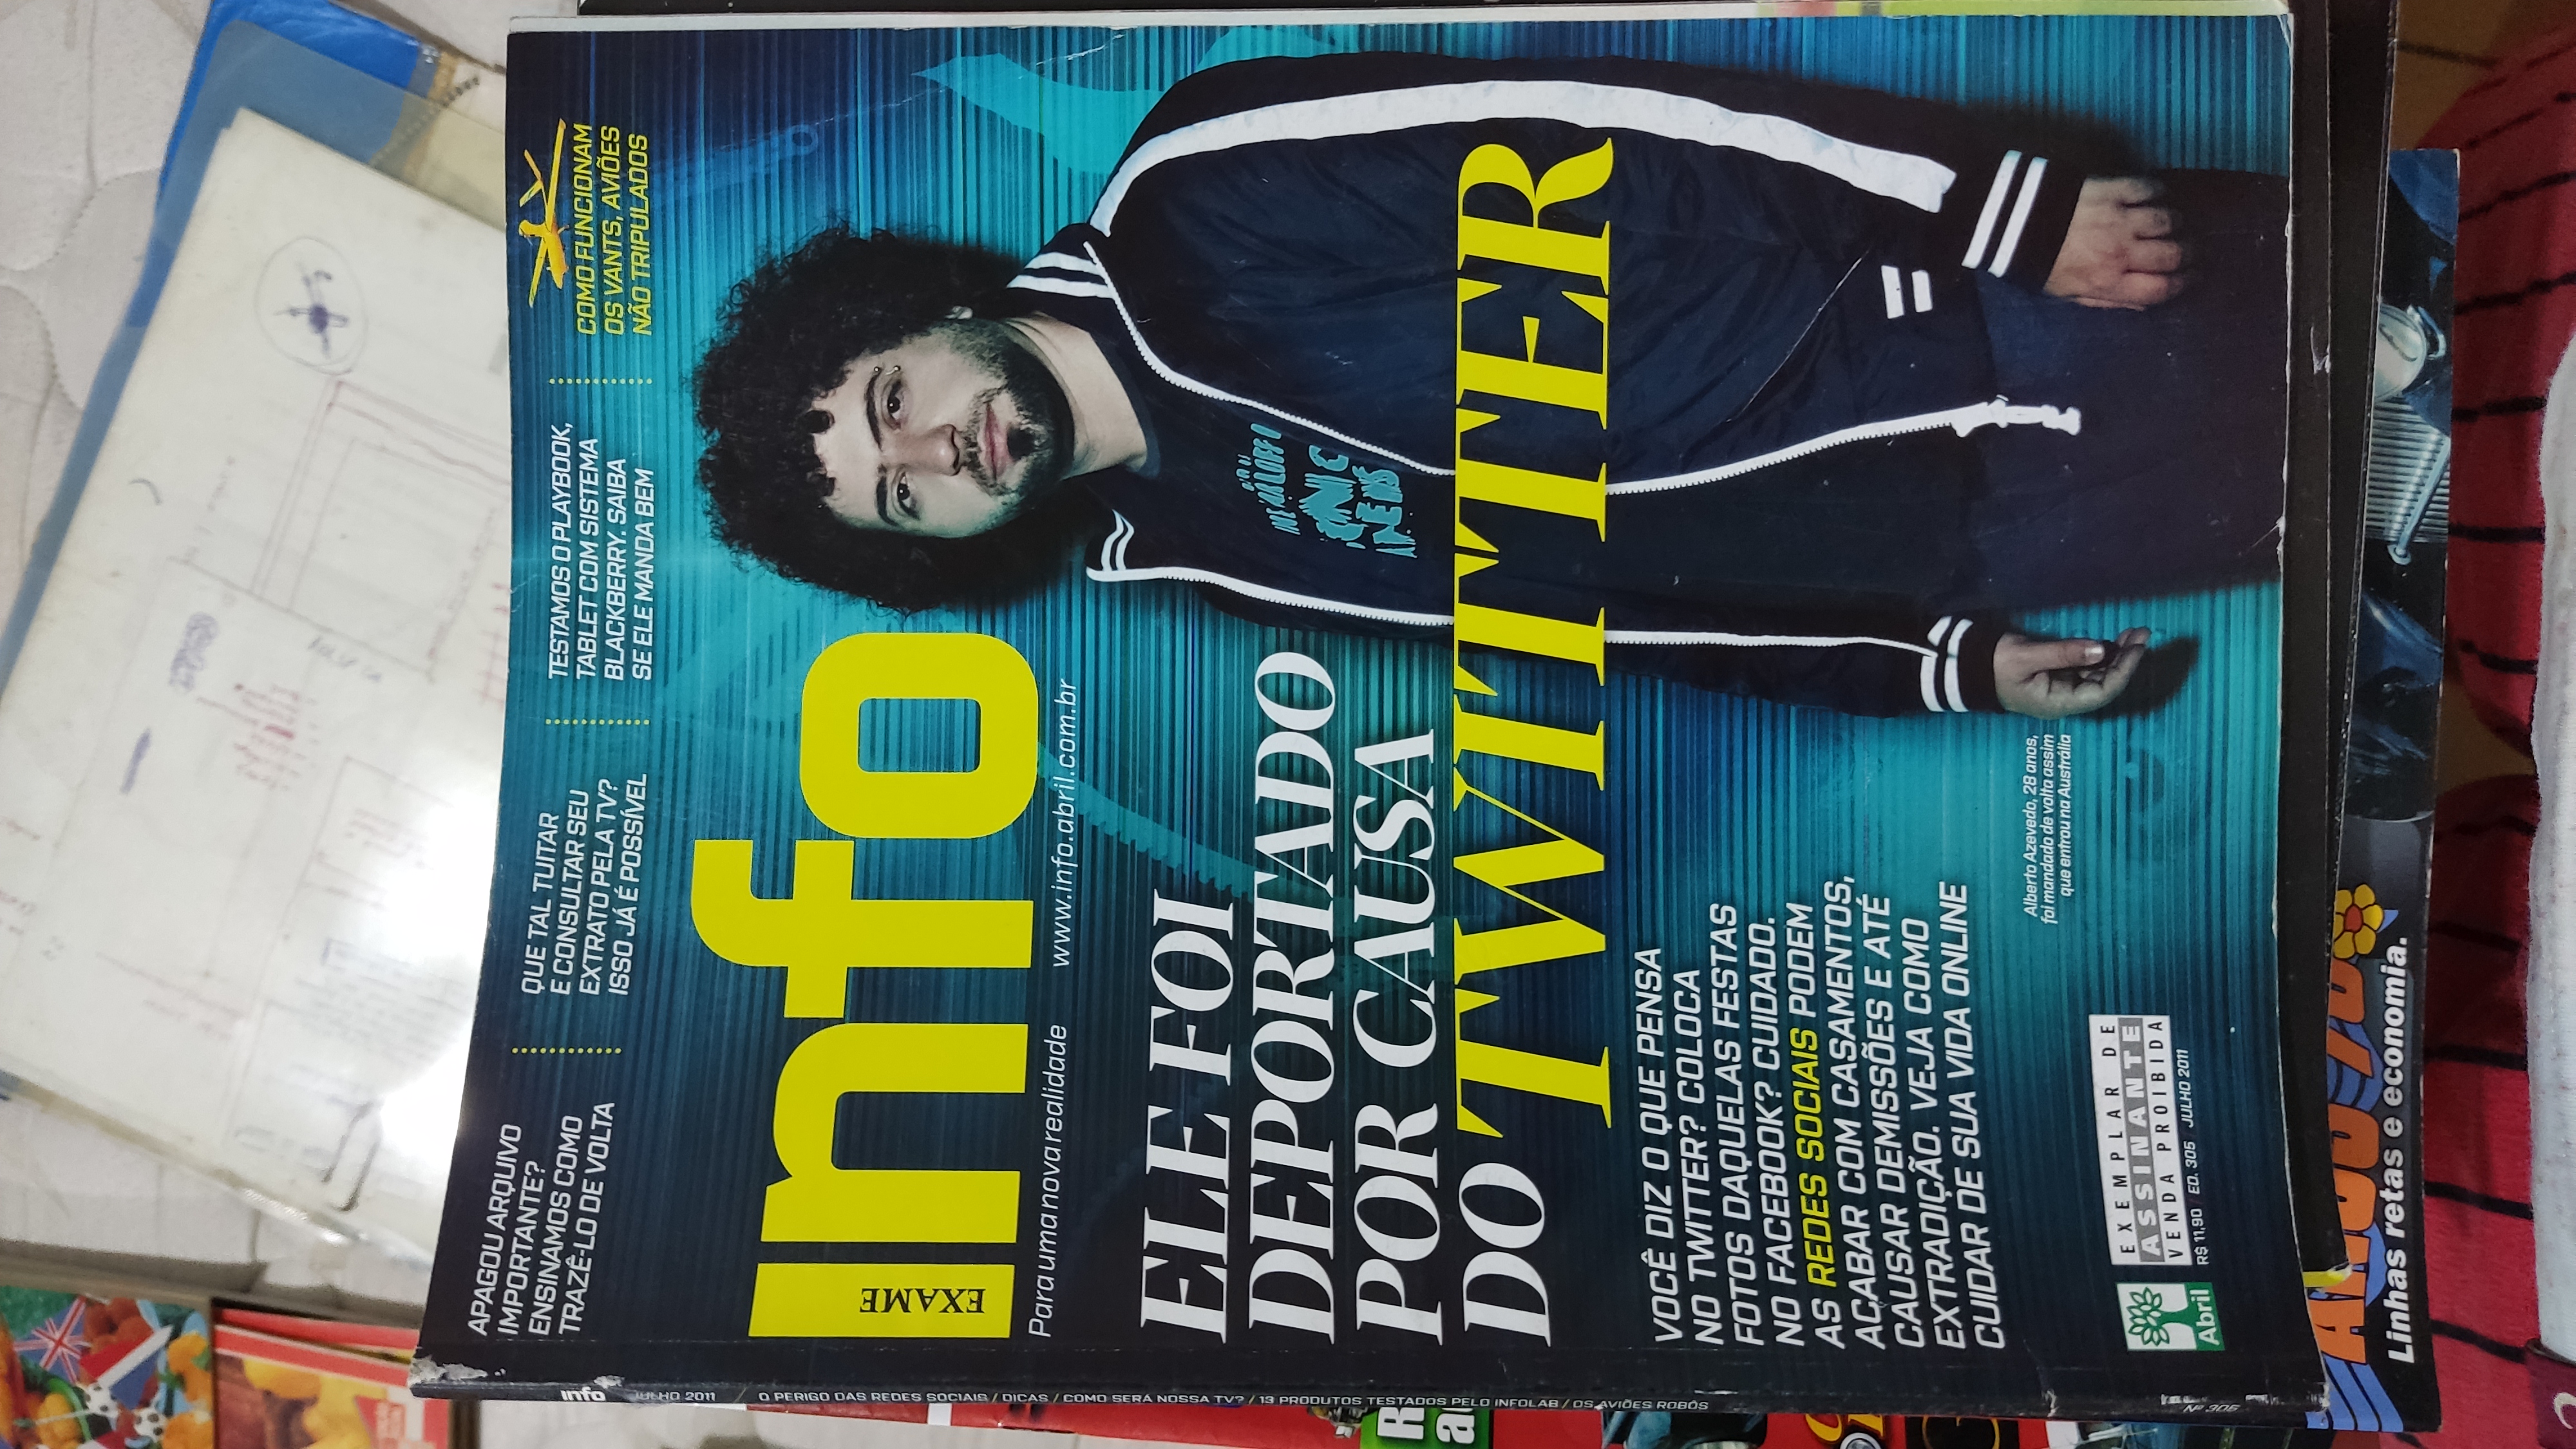 APAGOU ARQUIVO
IMPORTANTE?
ENSINAMOS COMO
TRAZÊ-LO DE VOLTA
QUE TAL TUITAR
E CONSULTAR SEU
EXTRATO PELA TV?
ISSO JÁ É POSSÍVEL
TESTAMOS O PLAYBOOK,
TABLET COM SISTEMA
BLACKBERRY. SAIBA
SE ELE MANDA BEM
COMO FUNCIONAM
OS VANTS, AVIÕES
NÃO TRIPULADOS
info
EXAME
Para uma nova realidade
www.info.abril.com.br
ELE FOI
DEPORTADO
POR CAUSA
DO TWITTER
VOCÊ DIZ O QUE PENSA
NO TWITTER? COLOCA
FOTOS DAQUELAS FESTAS
NO FACEBOOK? CUIDADO.
AS REDES SOCIAIS PODEM
ACABAR COM CASAMENTOS,
CAUSAR DEMISSÕES E ATÉ
EXTRADIÇÃO. VEJA COMO
CUIDAR DE SUA VIDA ONLINE
Alberto Azevedo, 28 anos,
foi mandado de volta assim
que entrou na Austrália
Abril
EXEMPLAR DE
ASSINANTE
VENDA PROIBIDA
R$ 11,90 ED. 305 JULHO 2011
info JULHO 2011 O PERIGO DAS REDES SOCIAIS / DICAS / COMO SERÁ NOSSA TV? / 13 PRODUTOS TESTADOS PELO INFOLAB / OS AVIÕES ROBÔS
ANOS 70
Linhas retas e economia.